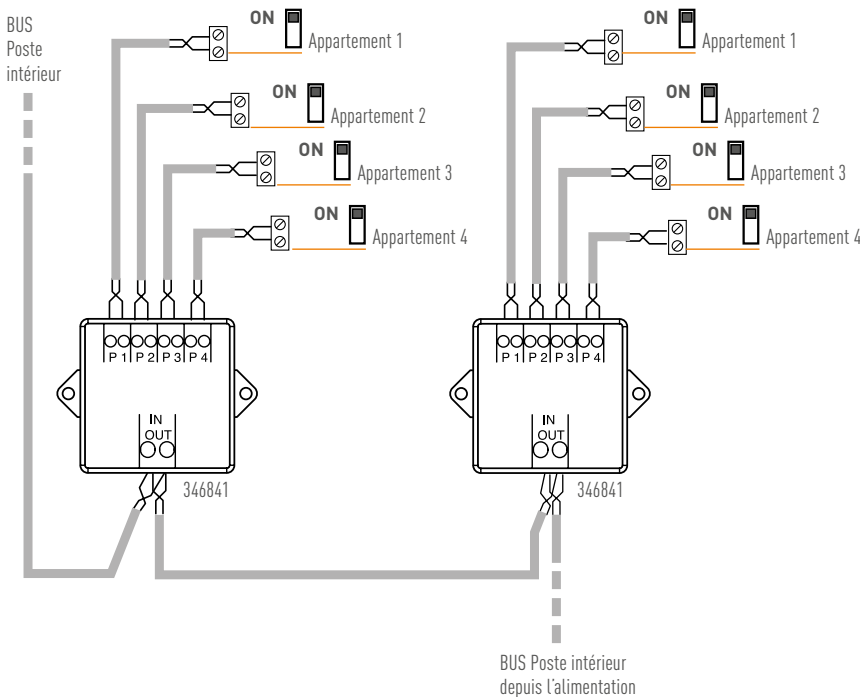 BUS
Poste
intérieur
ON
Appartement 1
ON
Appartement 2
ON
Appartement 3
ON
Appartement 4
P 1 P 2 P 3 P 4
IN
OUT
346841
ON
Appartement 1
ON
Appartement 2
ON
Appartement 3
ON
Appartement 4
P 1 P 2 P 3 P 4
IN
OUT
346841
BUS Poste intérieur
depuis l'alimentation